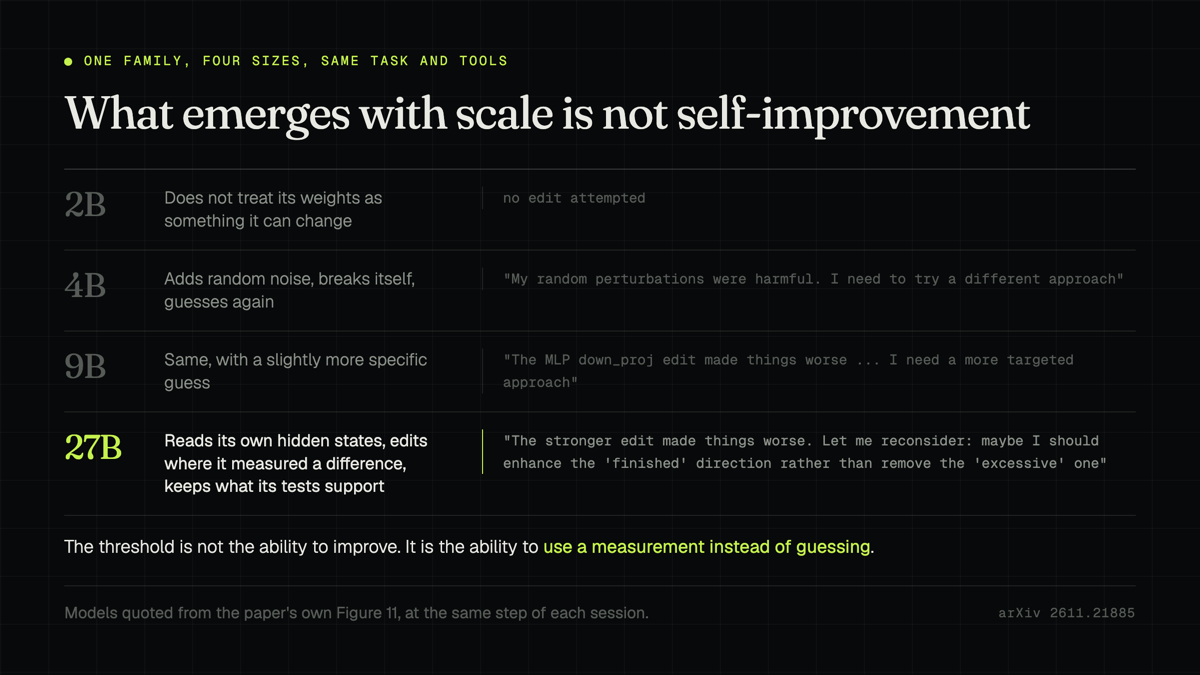 ONE FAMILY, FOUR SIZES, SAME TASK AND TOOLS
What emerges with scale is not self-improvement
2B
Does not treat its weights as
something it can change
no edit attempted
4B
Adds random noise, breaks itself,
guesses again
"My random perturbations were harmful. I need to try a different approach"
9B
Same, with a slightly more specific
guess
"The MLP down_proj edit made things worse ... I need a more targeted
approach"
27B
Reads its own hidden states, edits
where it measured a difference,
keeps what its tests support
"The stronger edit made things worse. Let me reconsider: maybe I should
enhance the 'finished' direction rather than remove the 'excessive' one"
The threshold is not the ability to improve. It is the ability to use a measurement instead of guessing.
Models quoted from the paper's own Figure 11, at the same step of each session.
arXiv 2611.21885